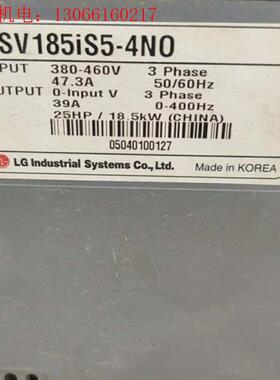 机电：13066160217
SV185iS5-4NO
PUT 380-460V 3 Phase
47.3A 50/60Hz
UTPUT 0-Input V 3 Phase
39A 0-400Hz
25HP / 18.5kW (CHINA)
05040100127
LG Industrial Systems Co., Ltd. Made in KOREA